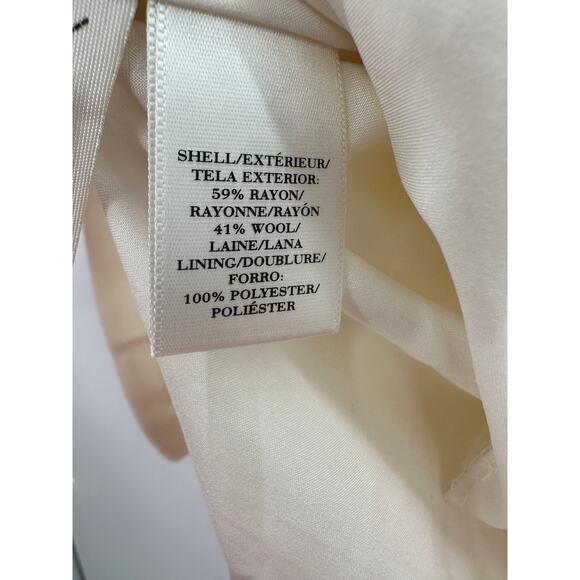 SHELL/EXTÉRIEUR/
TELA EXTERIOR:
59% RAYON/
RAYONNE/RAYÓN
41% WOOL/
LAINE/LANA
LINING/DOUBLURE/
FORRO:
100% POLYESTER/
POLIÉSTER